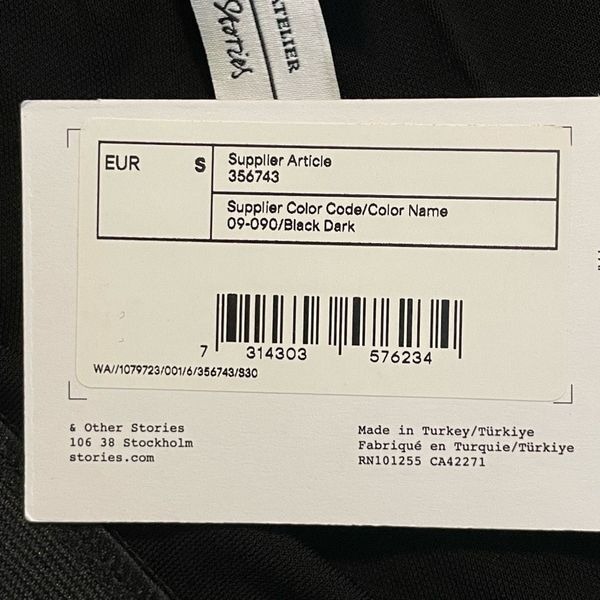 ATELIER
Stories
EUR S
Supplier Article
356743
Supplier Color Code/Color Name
09-090/Black Dark
7 314303 576234
WA//1079723/001/6/356743/S30
& Other Stories
106 38 Stockholm
stories.com
Made in Turkey/Türkiye
Fabriqué en Turquie/Türkiye
RN101255 CA42271